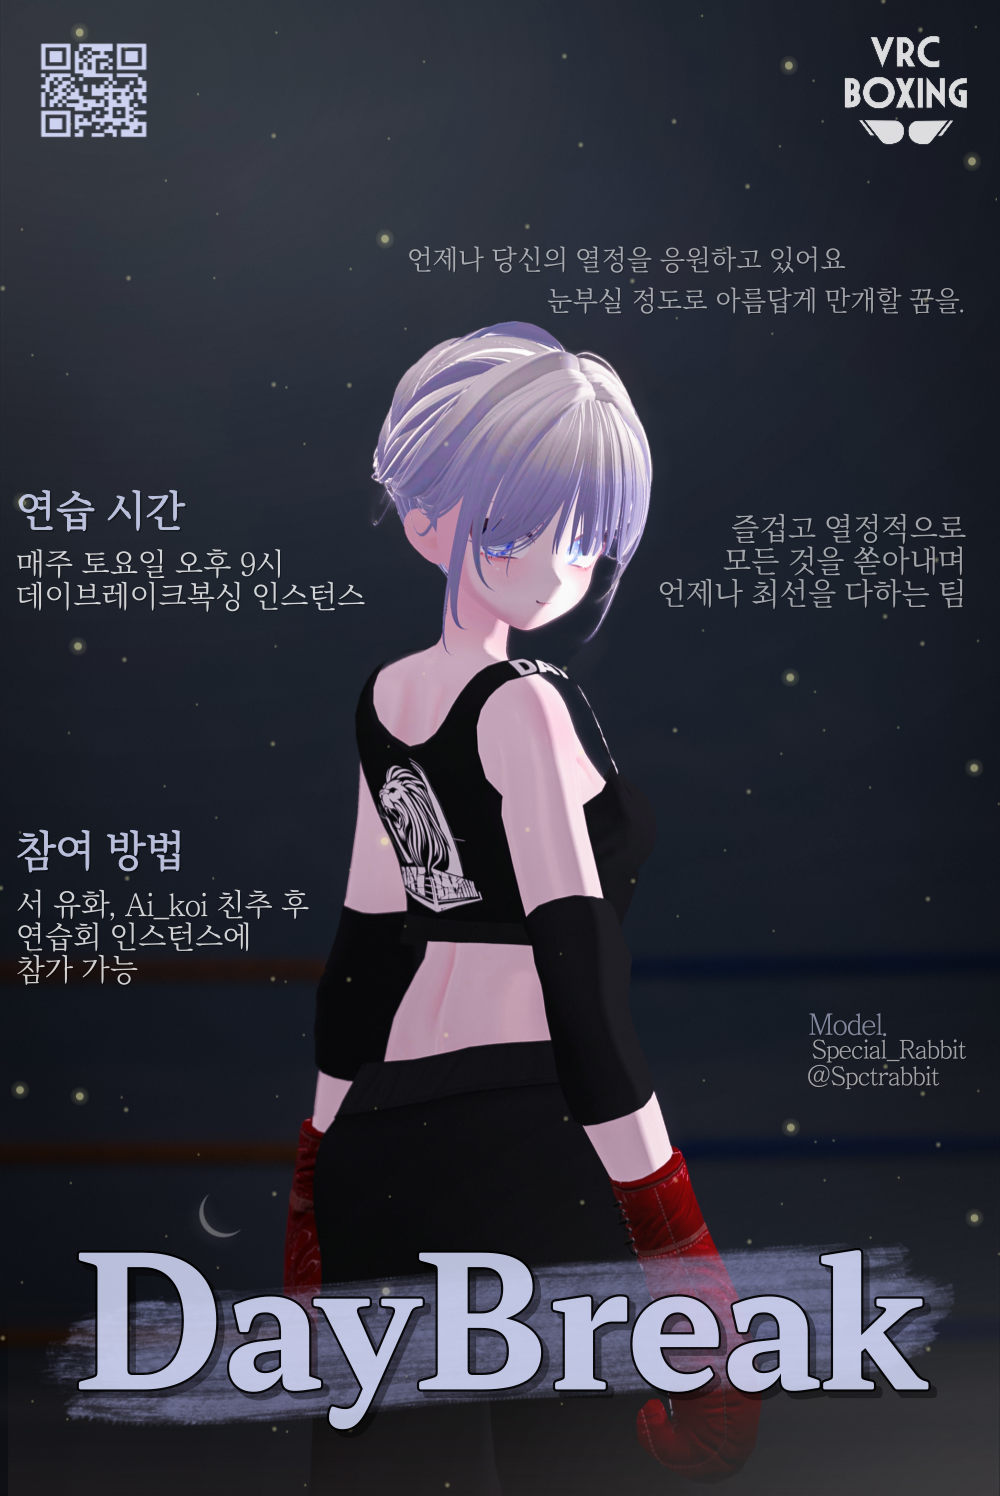 VRC
BOXING
언제나 당신의 열정을 응원하고 있어요
눈부실 정도로 아름답게 만개할 꿈을.
연습 시간
매주 토요일 오후 9시
데이브레이크복싱 인스턴스
즐겁고 열정적으로
모든 것을 쏟아내며
언제나 최선을 다하는 팀
DAY
참여 방법
서 유화, Ai_koi 친추 후
연습회 인스턴스에
참가 가능
Model.
Special_Rabbit
@Spctrabbit
DayBreak